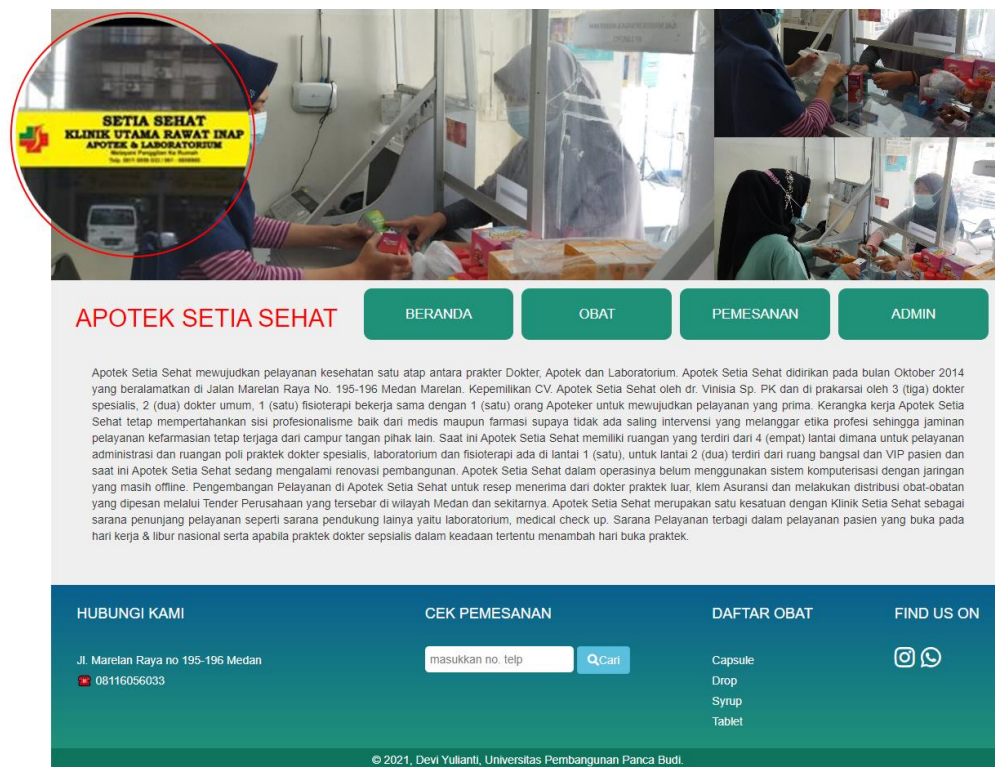 SETIA SEHAT
KLINIK UTAMA RAWAT INAP
APOTEK & LABORATORIUM
Melayani Panggilan Ke Rumah
APOTEK SETIA SEHAT
BERANDA
OBAT
PEMESANAN
ADMIN
Apotek Setia Sehat mewujudkan pelayanan kesehatan satu atap antara prakter Dokter, Apotek dan Laboratorium. Apotek Setia Sehat didirikan pada bulan Oktober 2014
yang beralamatkan di Jalan Marelan Raya No. 195-196 Medan Marelan. Kepemilikan CV. Apotek Setia Sehat oleh dr. Vinisia Sp. PK dan di prakarsai oleh 3 (tiga) dokter
spesialis, 2 (dua) dokter umum, 1 (satu) fisioterapi bekerja sama dengan 1 (satu) orang Apoteker untuk mewujudkan pelayanan yang prima. Kerangka kerja Apotek Setia
Sehat tetap mempertahankan sisi profesionalisme baik dari medis maupun farmasi supaya tidak ada saling intervensi yang melanggar etika profesi sehingga jaminan
pelayanan kefarmasian tetap terjaga dari campur tangan pihak lain. Saat ini Apotek Setia Sehat memiliki ruangan yang terdiri dari 4 (empat) lantai dimana untuk pelayanan
administrasi dan ruangan poli praktek dokter spesialis, laboratorium dan fisioterapi ada di lantai 1 (satu), untuk lantai 2 (dua) terdiri dari ruang bangsal dan VIP pasien dan
saat ini Apotek Setia Sehat sedang mengalami renovasi pembangunan. Apotek Setia Sehat dalam operasinya belum menggunakan sistem komputerisasi dengan jaringan
yang masih offline. Pengembangan Pelayanan di Apotek Setia Sehat untuk resep menerima dari dokter praktek luar, klem Asuransi dan melakukan distribusi obat-obatan
yang dipesan melalui Tender Perusahaan yang tersebar di wilayah Medan dan sekitarnya. Apotek Setia Sehat merupakan satu kesatuan dengan Klinik Setia Sehat sebagai
sarana penunjang pelayanan seperti sarana pendukung lainya yaitu laboratorium, medical check up. Sarana Pelayanan terbagi dalam pelayanan pasien yang buka pada
hari kerja & libur nasional serta apabila praktek dokter sepsialis dalam keadaan tertentu menambah hari buka praktek.
HUBUNGI KAMI
Jl. Marelan Raya no 195-196 Medan
08116056033
CEK PEMESANAN
masukkan no. telp
Cari
DAFTAR OBAT
Capsule
Drop
Syrup
Tablet
FIND US ON
© 2021, Devi Yulianti, Universitas Pembangunan Panca Budi.